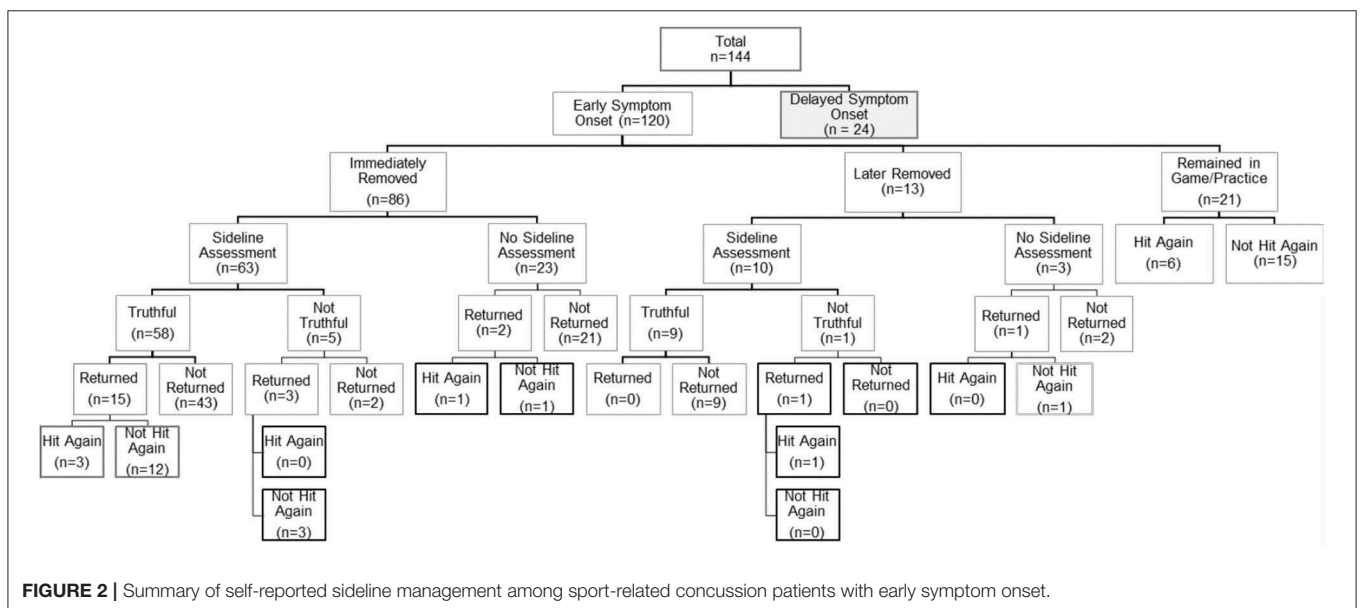 Total
n=144
Early Symptom
Onset (n=120)
Delayed Symptom
Onset
(n = 24)
Immediately
Removed
(n=86)
Later Removed
(n=13)
Remained in
Game/Practice
(n=21)
Sideline
Assessment
(n=63)
No Sideline
Assessment
(n=23)
Sideline
Assessment
(n=10)
No Sideline
Assessment
(n=3)
Hit Again
(n=6)
Not Hit Again
(n=15)
Truthful
(n=58)
Not
Truthful
(n=5)
Returned
(n=2)
Not
Returned
(n=21)
Truthful
(n=9)
Not
Truthful
(n=1)
Returned
(n=1)
Not
Returned
(n=2)
Returned
(n=15)
Not
Returned
(n=43)
Returned
(n=3)
Not
Returned
(n=2)
Hit Again
(n=1)
Not Hit
Again
(n=1)
Returned
(n=0)
Not
Returned
(n=9)
Returned
(n=1)
Not
Returned
(n=0)
Hit Again
(n=0)
Not Hit
Again
(n=1)
Hit Again
(n=3)
Not Hit
Again
(n=12)
Hit Again
(n=0)
Hit Again
(n=1)
Not Hit
Again
(n=3)
Not Hit
Again
(n=0)
FIGURE 2 | Summary of self-reported sideline management among sport-related concussion patients with early symptom onset.